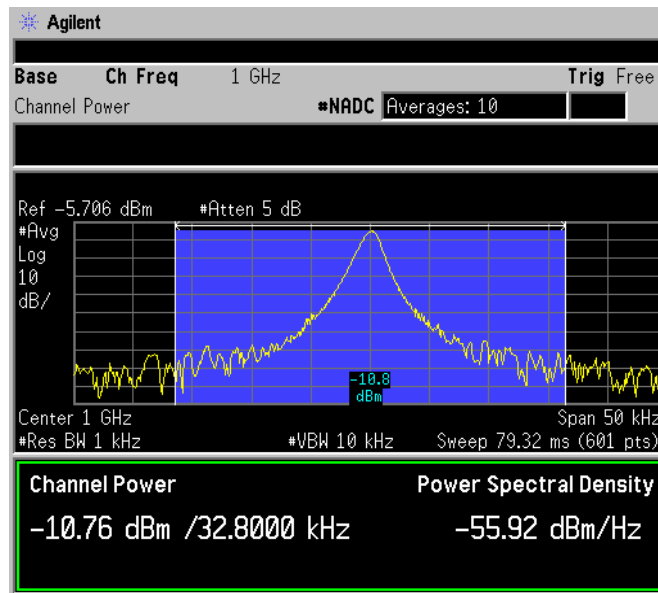 Agilent
Base Ch Freq 1 GHz Trig Free
Channel Power #NADC Averages: 10
Ref -5.706 dBm #Atten 5 dB
#Avg
Log
10
dB/
-10.8
dBm
Center 1 GHz Span 50 kHz
#Res BW 1 kHz #VBW 10 kHz Sweep 79.32 ms (601 pts)
Channel Power Power Spectral Density
-10.76 dBm /32.8000 kHz -55.92 dBm/Hz